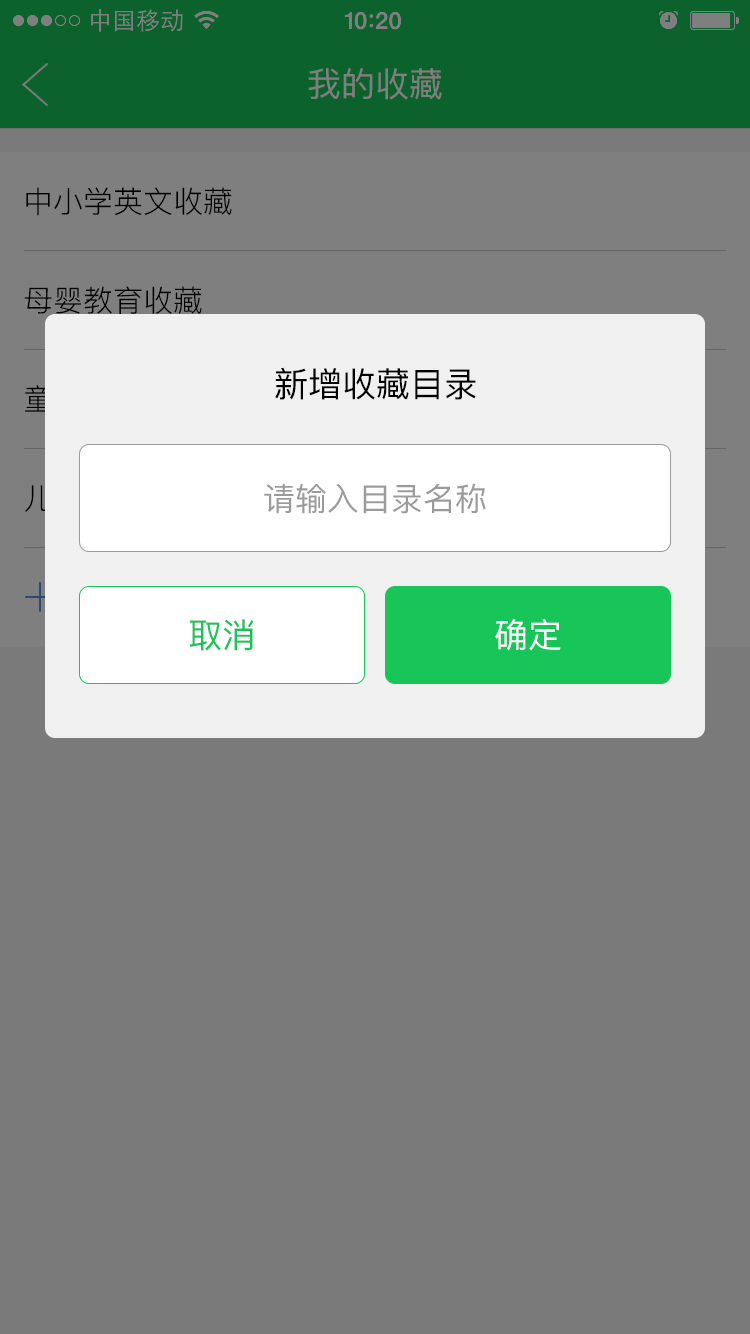 中国移动 10:20
我的收藏
中小学英文收藏
母婴教育收藏
童
儿
新增收藏目录
请输入目录名称
取消 确定